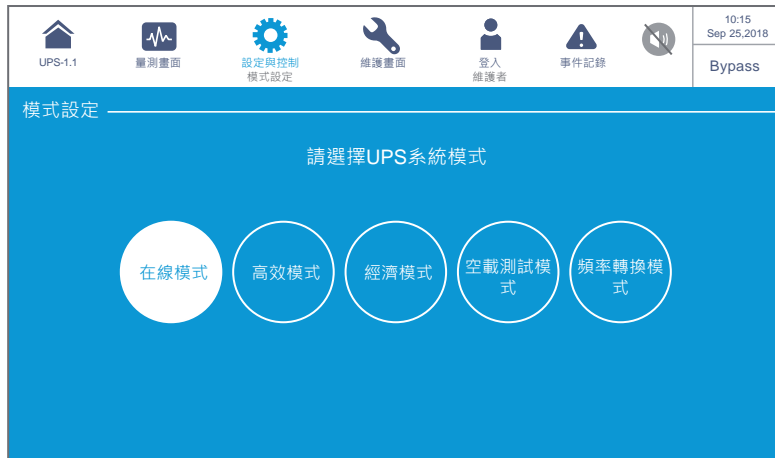 UPS-1.1
量測畫面
設定與控制
模式設定
維護畫面
登入
維護者
事件記錄
10:15
Sep 25,2018
Bypass
模式設定
請選擇UPS系統模式
在線模式
高效模式
經濟模式
空載測試模
式
頻率轉換模
式